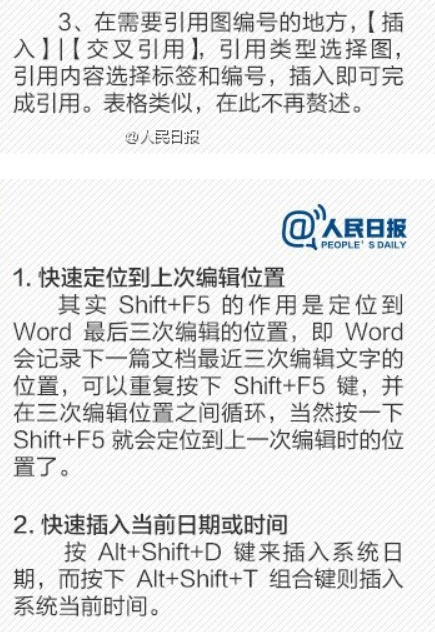 3、在需要引用图编号的地方,【插
入】|【交叉引用】, 引用类型选择图,
引用内容选择标签和编号, 插入即可完
成引用。表格类似, 在此不再赘述。
@人民日报
@人民日报
PEOPLE'S DAILY
1. 快速定位到上次编辑位置
其实 Shift+F5 的作用是定位到
Word 最后三次编辑的位置, 即 Word
会记录下一篇文档最近三次编辑文字的
位置, 可以重复按下 Shift+F5 键, 并
在三次编辑位置之间循环, 当然按一下
Shift+F5 就会定位到上一次编辑时的位
置了。
2. 快速插入当前日期或时间
按 Alt+Shift+D 键来插入系统日
期, 而按下 Alt+Shift+T 组合键则插入
系统当前时间。